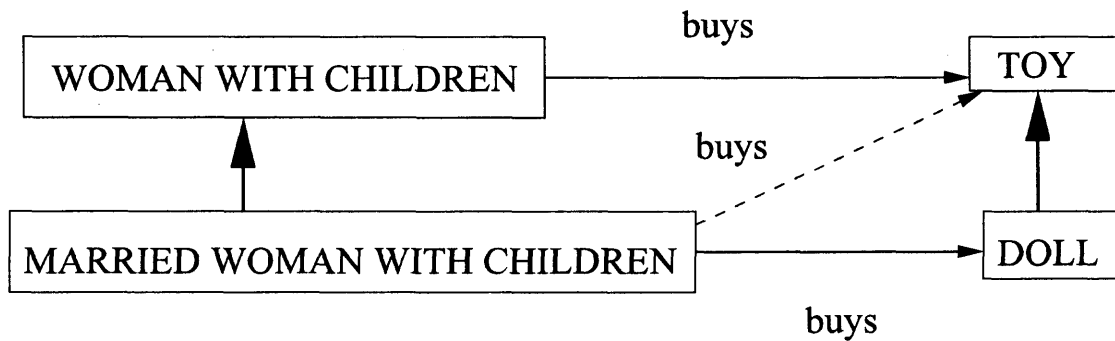 buys
WOMAN WITH CHILDREN
TOY
buys
MARRIED WOMAN WITH CHILDREN
DOLL
buys